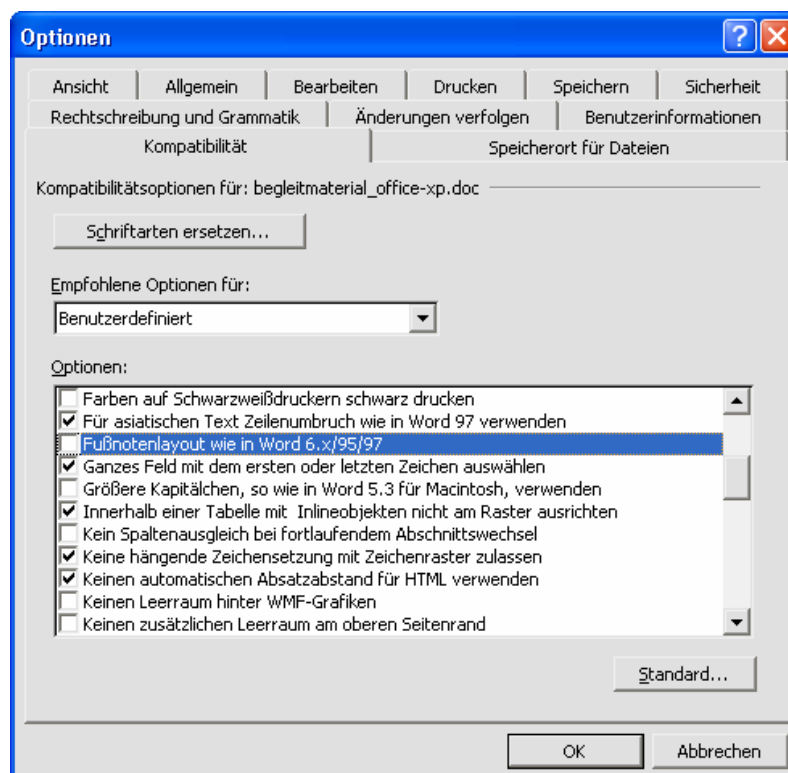 Optionen
Ansicht Allgemein Bearbeiten Drucken Speichern Sicherheit
Rechtschreibung und Grammatik Änderungen verfolgen Benutzerinformationen
Kompatibilität Speicherort für Dateien
Kompatibilitätsoptionen für: begleitmaterial_office-xp.doc
Schriftarten ersetzen...
Empfohlene Optionen für:
Benutzerdefiniert
Optionen:
Farben auf Schwarzweißdruckern schwarz drucken
Für asiatischen Text Zeilenumbruch wie in Word 97 verwenden
Fußnotenlayout wie in Word 6.x/95/97
Ganzes Feld mit dem ersten oder letzten Zeichen auswählen
Größere Kapitälchen, so wie in Word 5.3 für Macintosh, verwenden
Innerhalb einer Tabelle mit Inlineobjekten nicht am Raster ausrichten
Kein Spaltenausgleich bei fortlaufendem Abschnittswechsel
Keine hängende Zeichensetzung mit Zeichenraster zulassen
Keinen automatischen Absatzabstand für HTML verwenden
Keinen Leerraum hinter WMF-Grafiken
Keinen zusätzlichen Leerraum am oberen Seitenrand
Standard...
OK Abbrechen